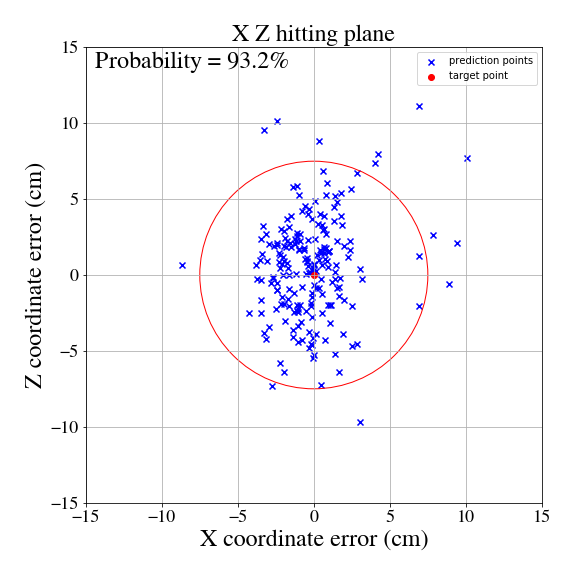 X Z hitting plane
Probability = 93.2%
prediction points
target point
Z coordinate error (cm)
15
10
5
0
−5
−10
−15
−15
−10
−5
0
5
10
15
X coordinate error (cm)